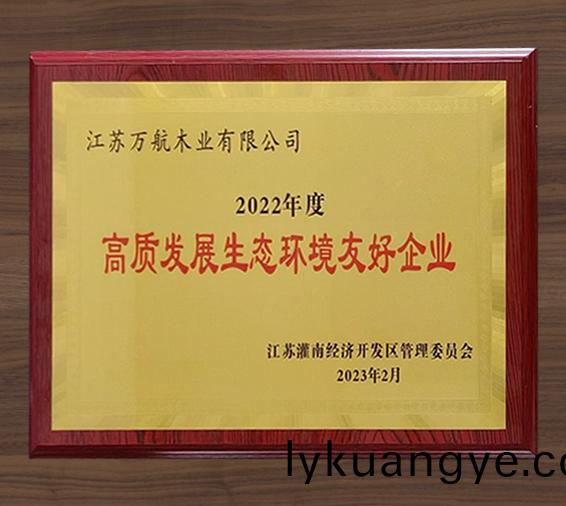 江苏万航木业有限公司
2022年度
高质发展生态环境友好企业
江苏灌南经济开发区管理委员会
2023年2月
lykuangye.co